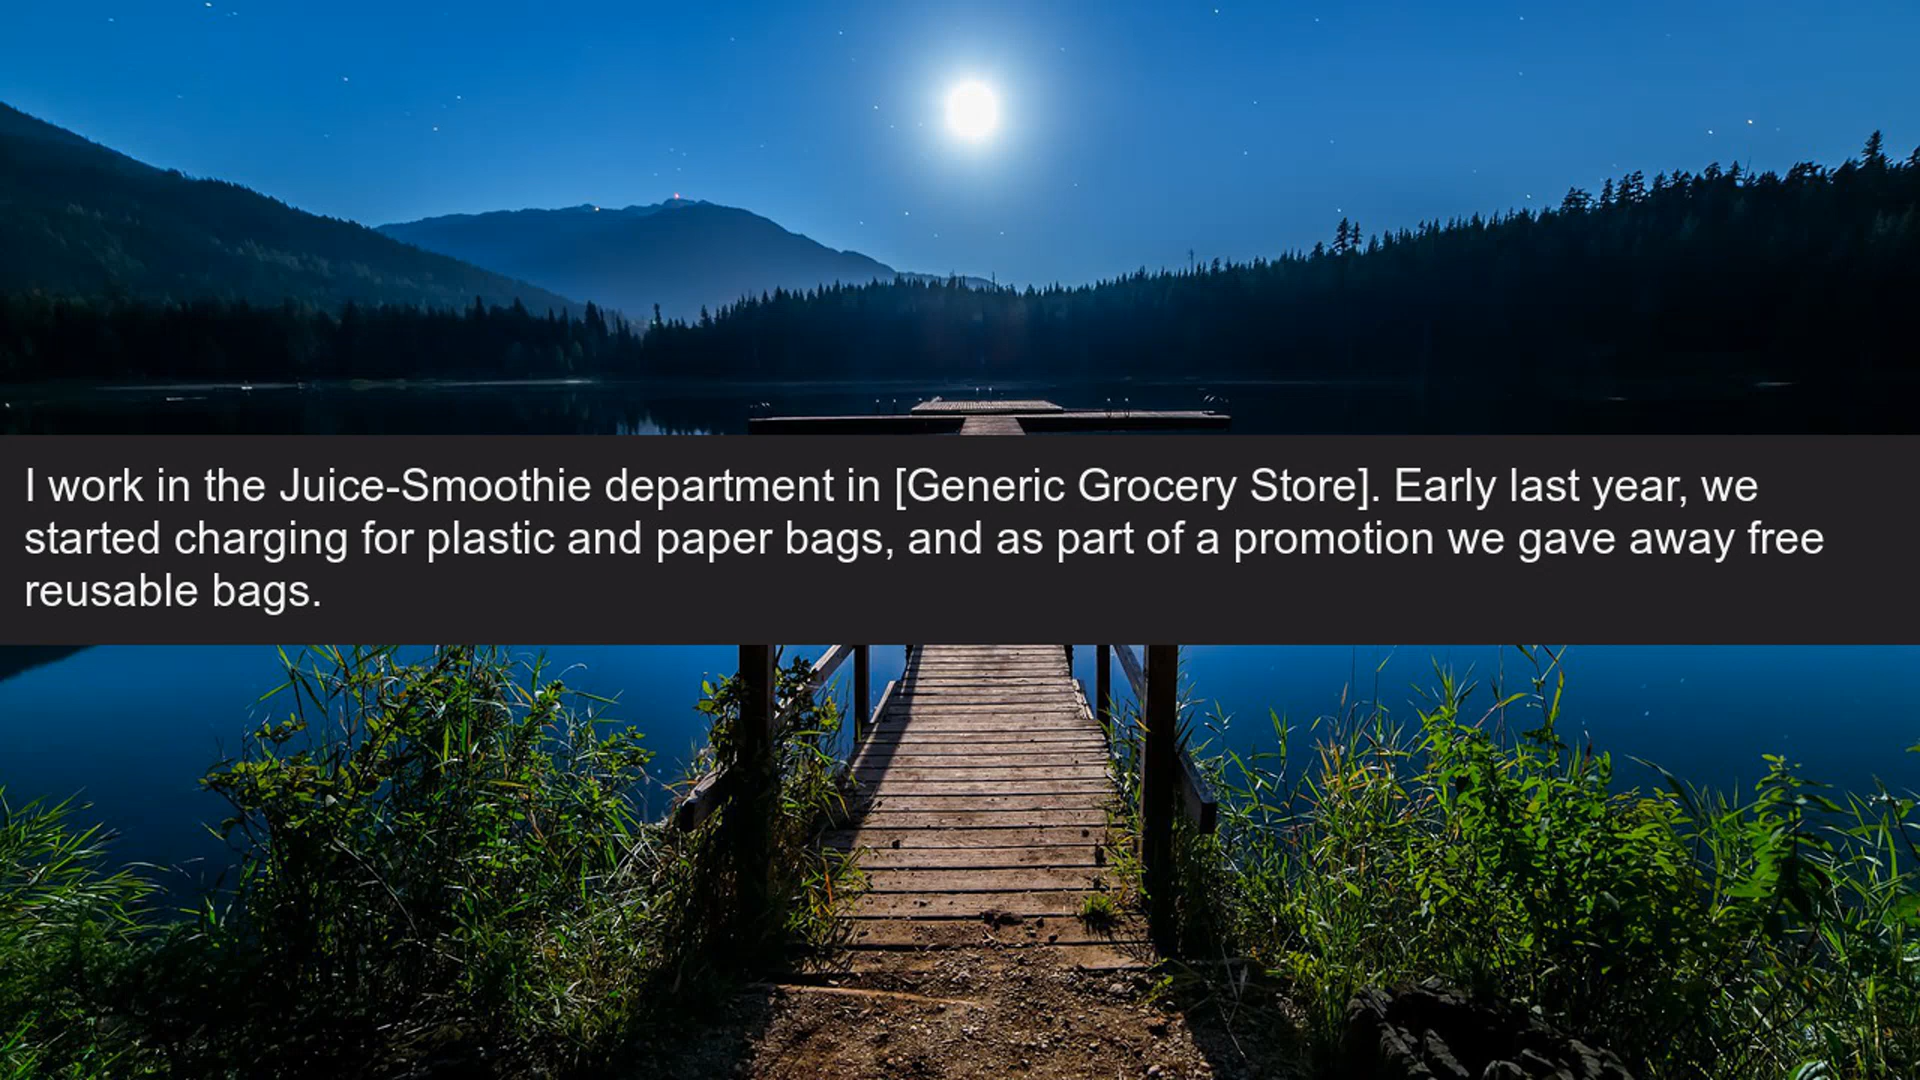 I work in the Juice-Smoothie department in [Generic Grocery Store]. Early last year, we
started charging for plastic and paper bags, and as part of a promotion we gave away free
reusable bags.